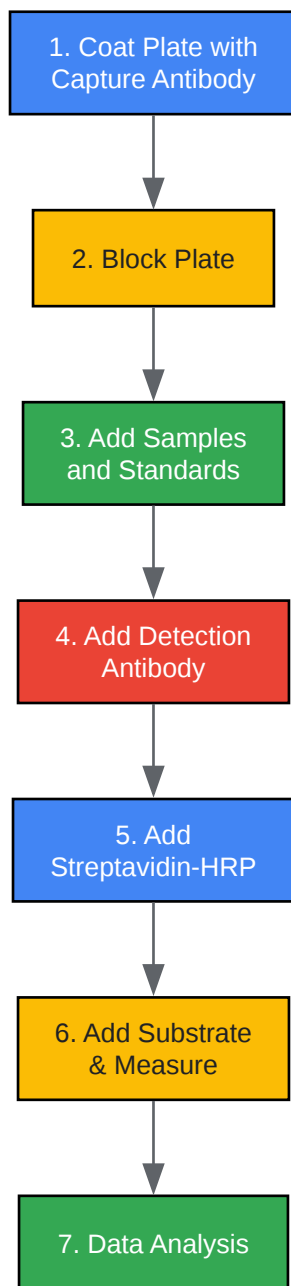 1. Coat Plate with
Capture Antibody
2. Block Plate
3. Add Samples
and Standards
4. Add Detection
Antibody
5. Add
Streptavidin-HRP
6. Add Substrate
& Measure
7. Data Analysis